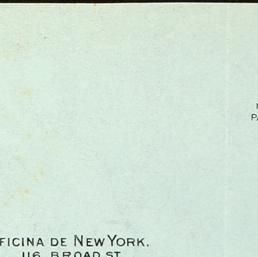 FICINA DE NEW YORK.
116 BROAD ST